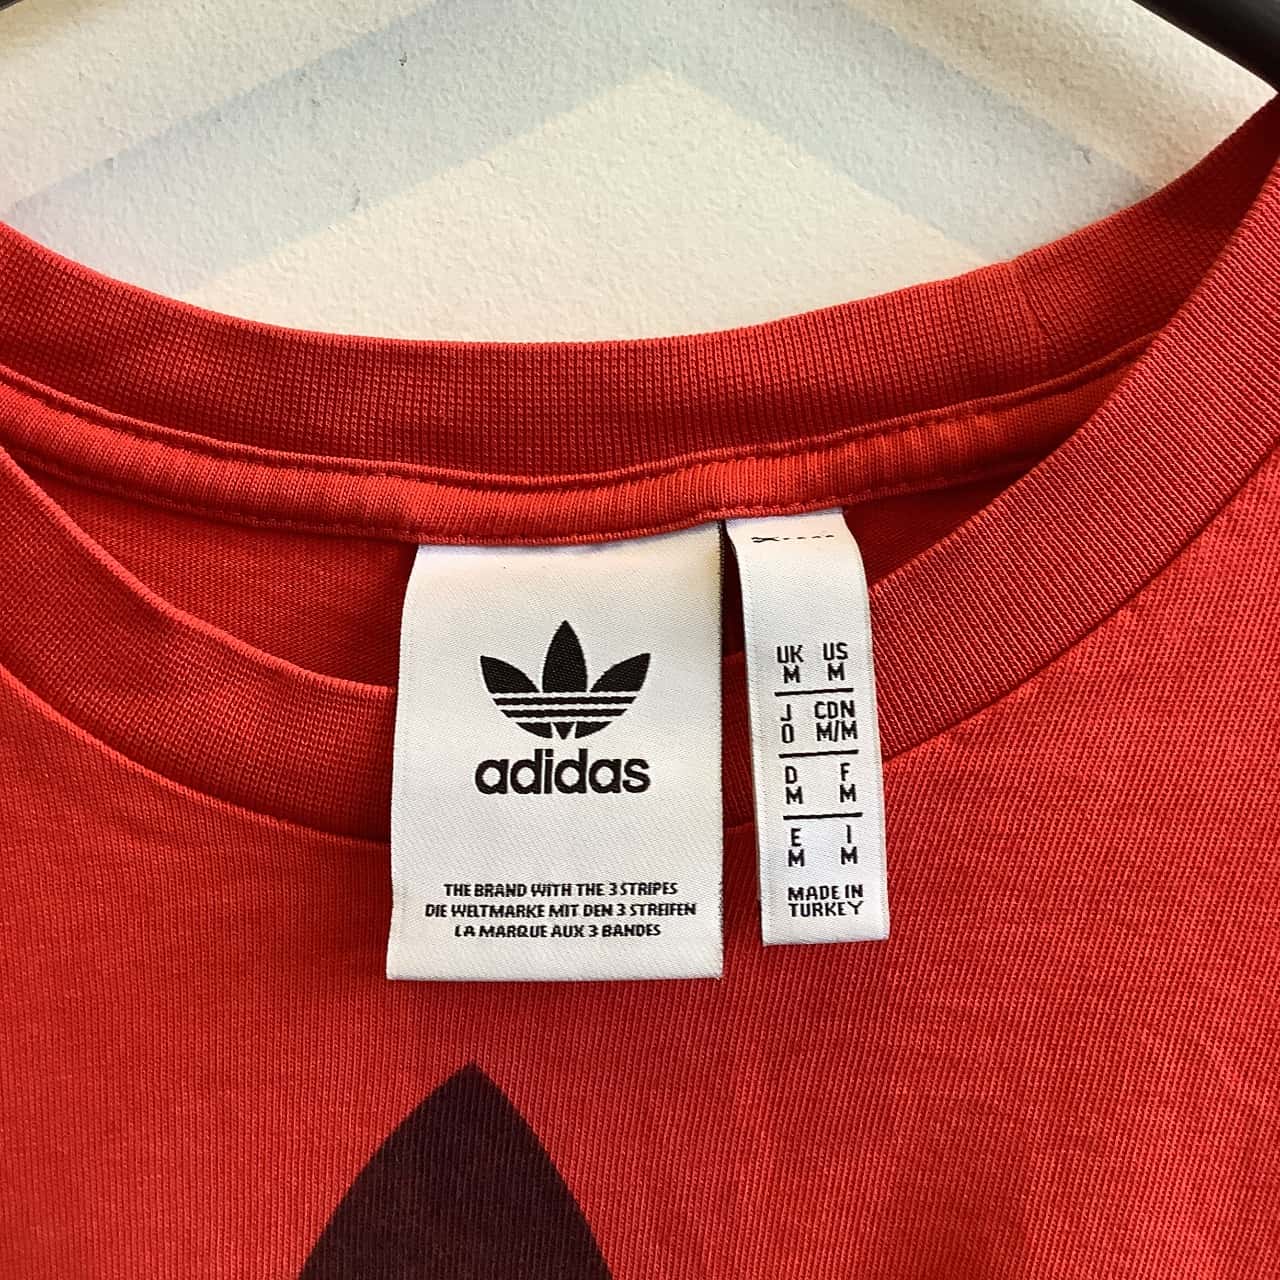 adidas
THE BRAND WITH THE 3 STRIPES
DIE WELTMARKE MIT DEN 3 STREIFEN
LA MARQUE AUX 3 BANDES
UK US
M M
J CDN
O M/M
D F
M M
E I
M M
MADE IN
TURKEY